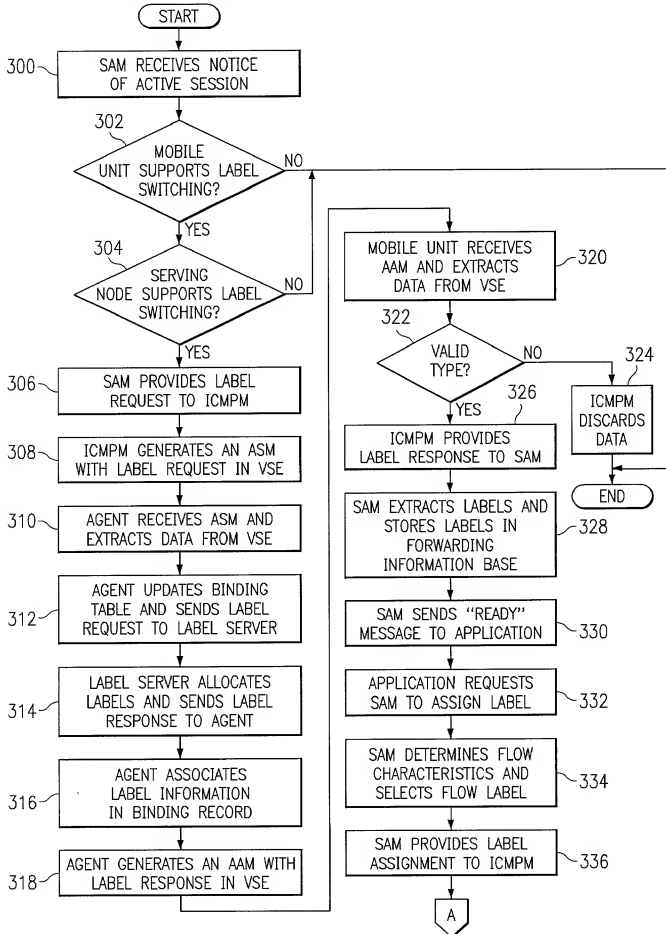 START
300
SAM RECEIVES NOTICE
OF ACTIVE SESSION
302
MOBILE
UNIT SUPPORTS LABEL
SWITCHING?
NO
YES
304
SERVING
NODE SUPPORTS LABEL
SWITCHING?
NO
YES
306
SAM PROVIDES LABEL
REQUEST TO ICMPM
308
ICMPM GENERATES AN ASM
WITH LABEL REQUEST IN VSE
310
AGENT RECEIVES ASM AND
EXTRACTS DATA FROM VSE
312
AGENT UPDATES BINDING
TABLE AND SENDS LABEL
REQUEST TO LABEL SERVER
314
LABEL SERVER ALLOCATES
LABELS AND SENDS LABEL
RESPONSE TO AGENT
316
AGENT ASSOCIATES
LABEL INFORMATION
IN BINDING RECORD
318
AGENT GENERATES AN AAM WITH
LABEL RESPONSE IN VSE
MOBILE UNIT RECEIVES
AAM AND EXTRACTS
DATA FROM VSE
320
322
VALID
TYPE?
NO
YES
324
ICMPM
DISCARDS
DATA
END
326
ICMPM PROVIDES
LABEL RESPONSE TO SAM
SAM EXTRACTS LABELS AND
STORES LABELS IN
FORWARDING
INFORMATION BASE
328
SAM SENDS "READY"
MESSAGE TO APPLICATION
330
APPLICATION REQUESTS
SAM TO ASSIGN LABEL
332
SAM DETERMINES FLOW
CHARACTERISTICS AND
SELECTS FLOW LABEL
334
SAM PROVIDES LABEL
ASSIGNMENT TO ICMPM
336
A